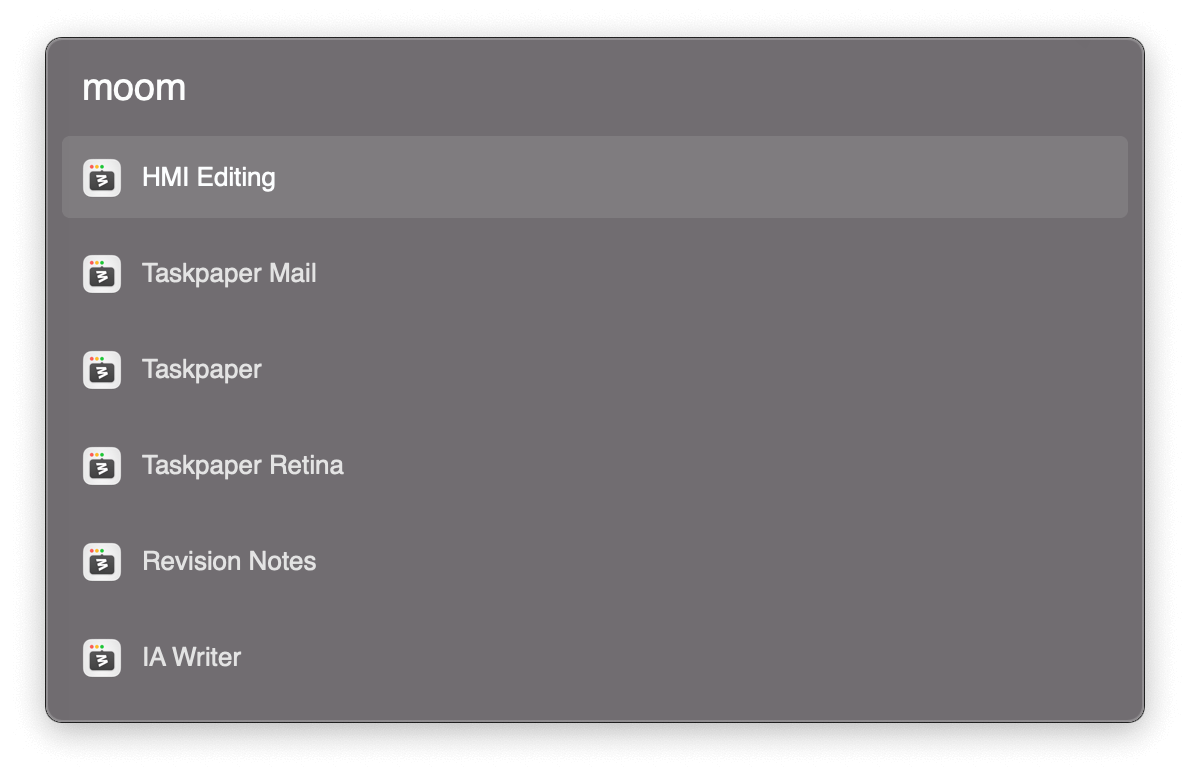 moom
HMI Editing
Taskpaper Mail
Taskpaper
Taskpaper Retina
Revision Notes
IA Writer